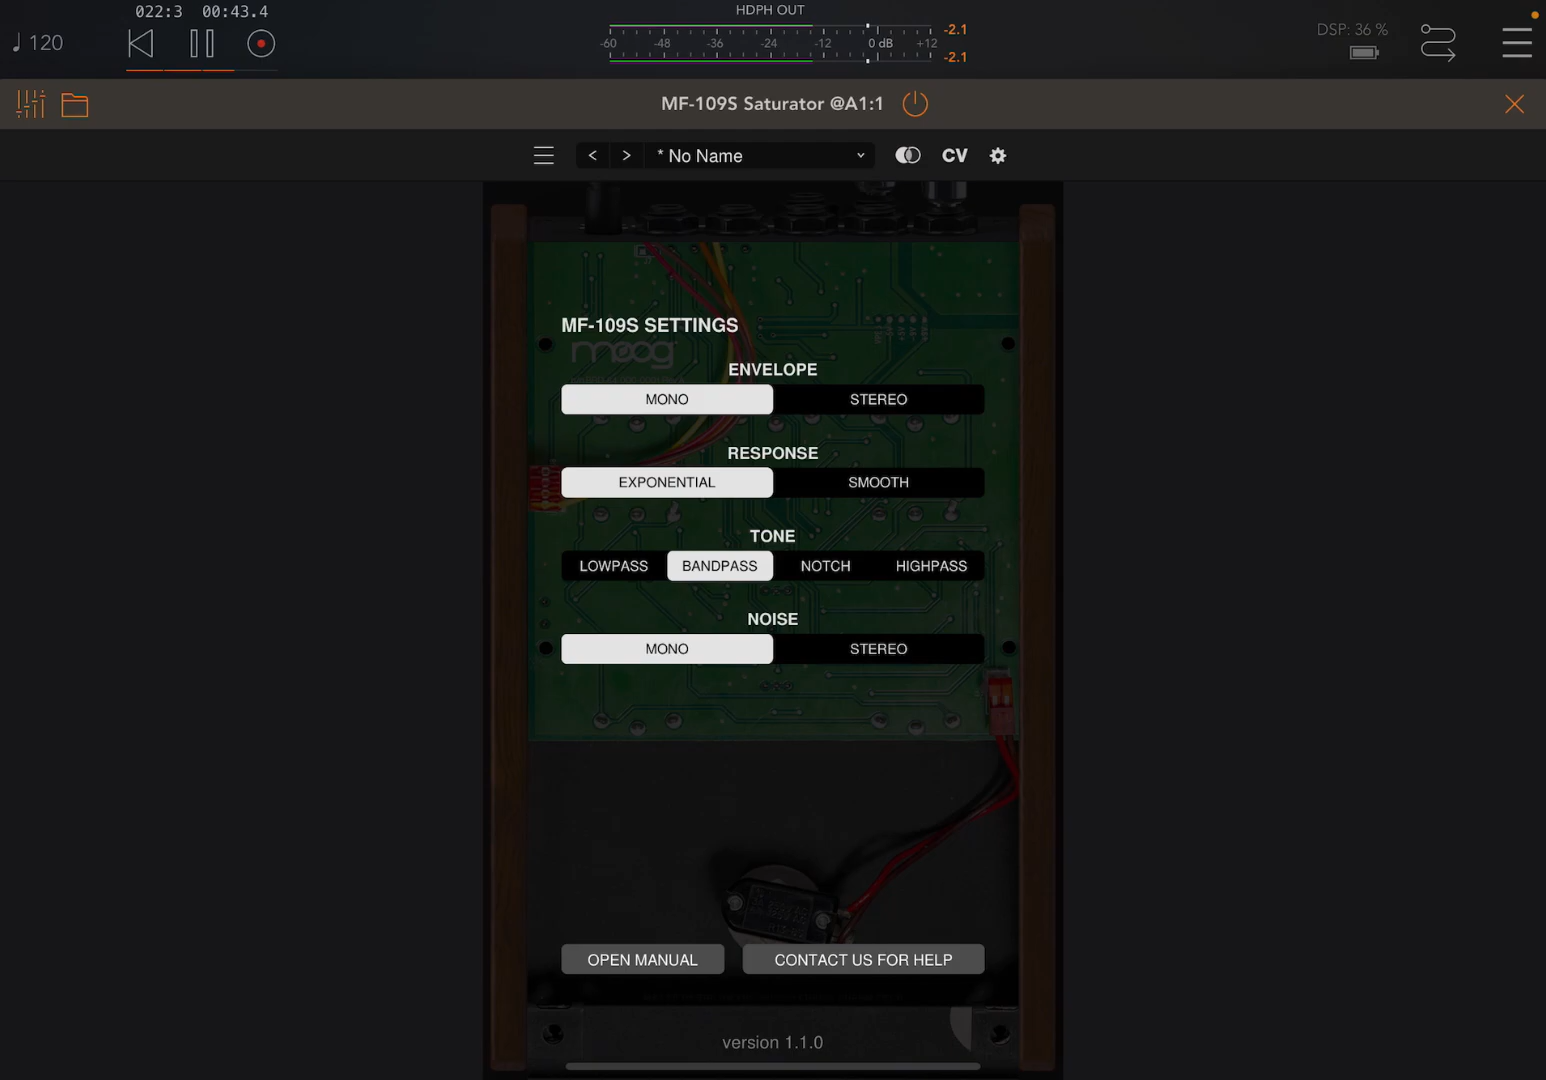 022:3 00:43.4
120
HDPH OUT
-60 -48 -36 -24 -12 0 dB +12
-2.1
-2.1
DSP: 36 %
MF-109S Saturator @A1:1
< > * No Name CV
MF-109S SETTINGS
moog
ENVELOPE
MONO STEREO
RESPONSE
EXPONENTIAL SMOOTH
TONE
LOWPASS BANDPASS NOTCH HIGHPASS
NOISE
MONO STEREO
OPEN MANUAL CONTACT US FOR HELP
version 1.1.0